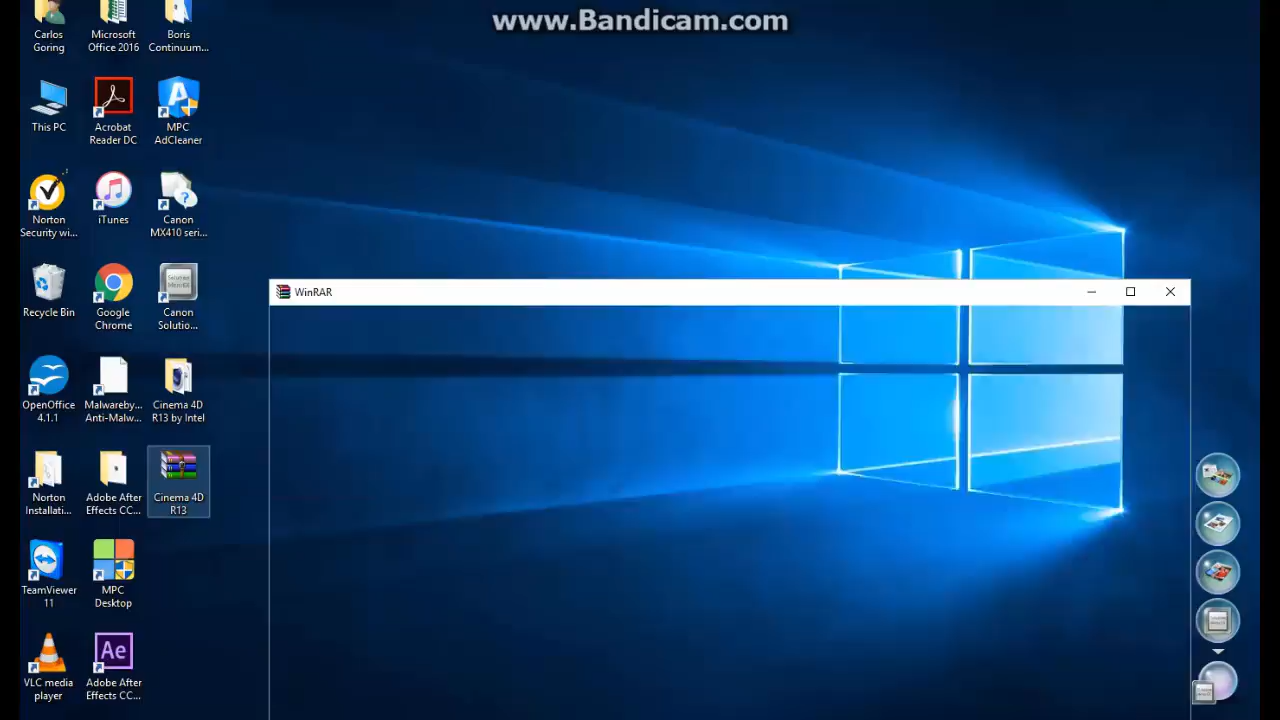 www.Bandicam.com
Carlos
Goring
Microsoft
Office 2016
Boris
Continuum...
This PC
Acrobat
Reader DC
MPC
AdCleaner
Norton
Security wi...
iTunes
Canon
MX410 seri...
Recycle Bin
Google
Chrome
Canon
Solutio...
WinRAR
OpenOffice
4.1.1
Malwareby...
Anti-Malw...
Cinema 4D
R13 by Intel
Norton
Installati...
Adobe After
Effects CC...
Cinema 4D
R13
TeamViewer
11
MPC
Desktop
VLC media
player
Ae
Adobe After
Effects CC...